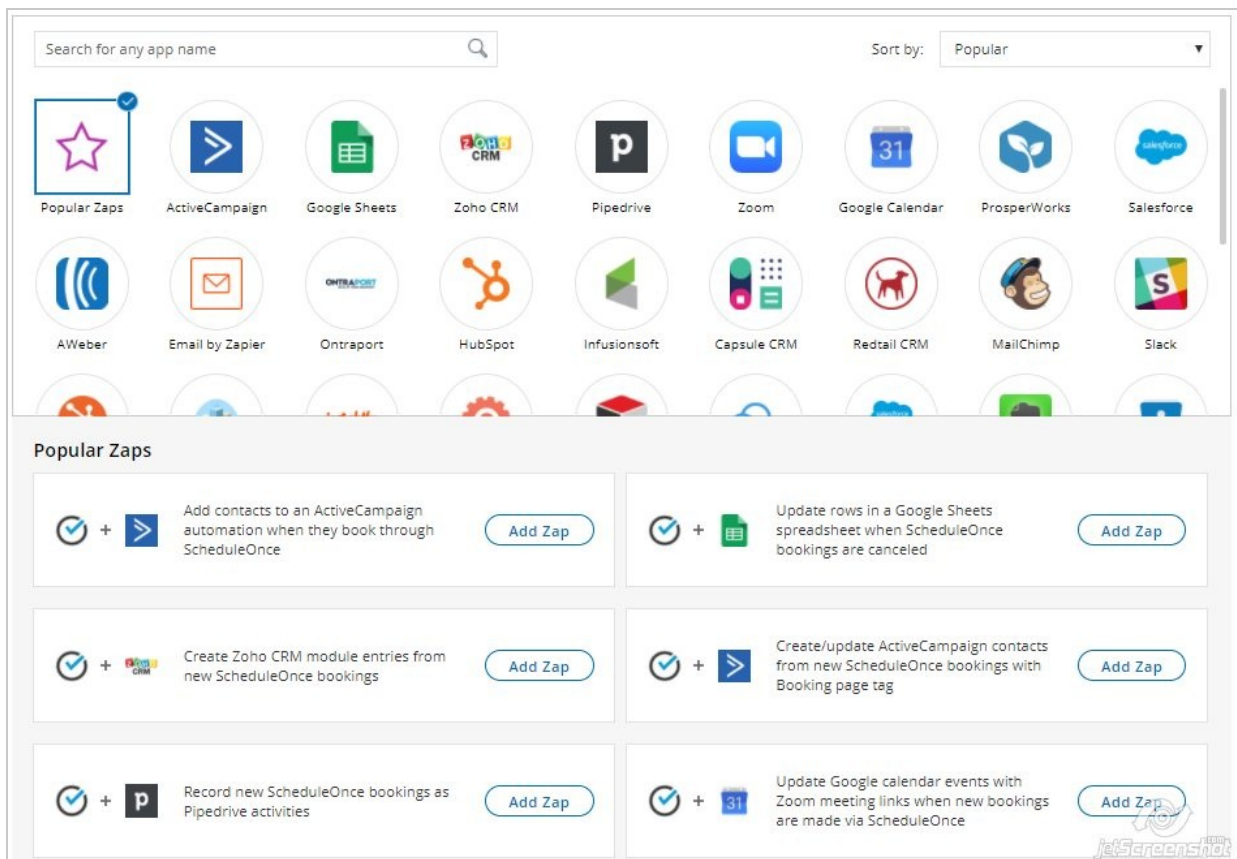 Search for any app name
Sort by: Popular
Popular Zaps
ActiveCampaign
Google Sheets
ZOHO
CRM
Zoho CRM
p
Pipedrive
Zoom
31
Google Calendar
ProsperWorks
salesforce
Salesforce
AWeber
Email by Zapier
ONTRAPORT
Ontraport
HubSpot
Infusionsoft
Capsule CRM
Redtail CRM
MailChimp
S
Slack
Popular Zaps
Add contacts to an ActiveCampaign
automation when they book through
ScheduleOnce
Add Zap
Update rows in a Google Sheets
spreadsheet when ScheduleOnce
bookings are canceled
Add Zap
CRM
Create Zoho CRM module entries from
new ScheduleOnce bookings
Add Zap
Create/update ActiveCampaign contacts
from new ScheduleOnce bookings with
Booking page tag
Add Zap
p
Record new ScheduleOnce bookings as
Pipedrive activities
Add Zap
31
Update Google calendar events with
Zoom meeting links when new bookings
are made via ScheduleOnce
Add Zap
jetScreenshot